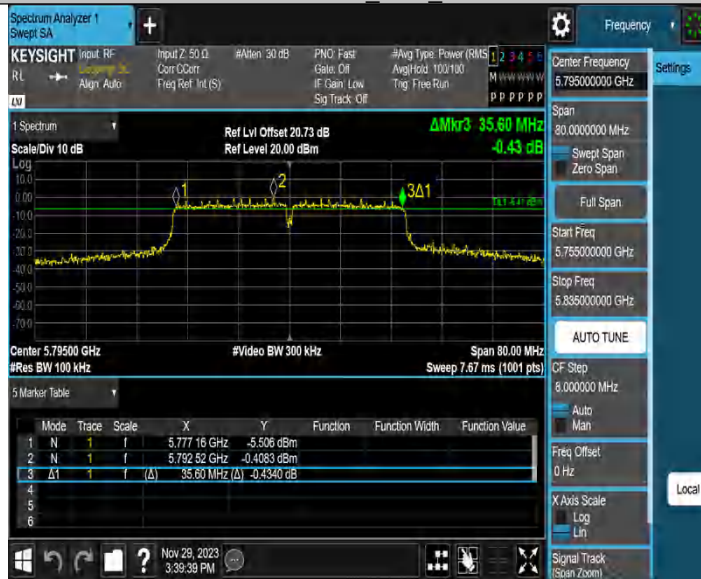 Spectrum Analyzer 1
Swept SA
Frequency
KEYSIGHT Input: RF
RL
Align: Auto
Input Z: 50 Ω
Corr CCorr
Freq Ref: Int (S)
#Atten: 30 dB
PNO: Fast
Gate: Off
IF Gain: Low
Sig Track: Off
#Avg Type: Power (RMS
Avg|Hold: 100/100
Trig: Free Run
1 2 3 4 5 6
M W W W W W
P P P P P P
LXI
1 Spectrum
Scale/Div 10 dB
Log
Ref Lvl Offset 20.73 dB
Ref Level 20.00 dBm
ΔMkr3 35.60 MHz
-0.43 dB
10.0
0.00
-10.0
-20.0
-30.0
-40.0
-50.0
-60.0
-70.0
1
2
3Δ1
Center 5.79500 GHz
#Video BW 300 kHz
Span 80.00 MHz
#Res BW 100 kHz
Sweep 7.67 ms (1001 pts)
5 Marker Table
Mode Trace Scale X Y Function Function Width Function Value
1 N 1 f 5.777 16 GHz -5.506 dBm
2 N 1 f 5.792 52 GHz -0.4083 dBm
3 Δ1 1 f (Δ) 35.60 MHz (Δ) -0.4340 dB
4
5
6
Nov 29, 2023
3:39:39 PM
Center Frequency
5.795000000 GHz
Span
80.0000000 MHz
Swept Span
Zero Span
Full Span
Start Freq
5.755000000 GHz
Stop Freq
5.835000000 GHz
AUTO TUNE
CF Step
8.000000 MHz
Auto
Man
Freq Offset
0 Hz
X Axis Scale
Log
Lin
Signal Track
(Span Zoom)
Settings
Local